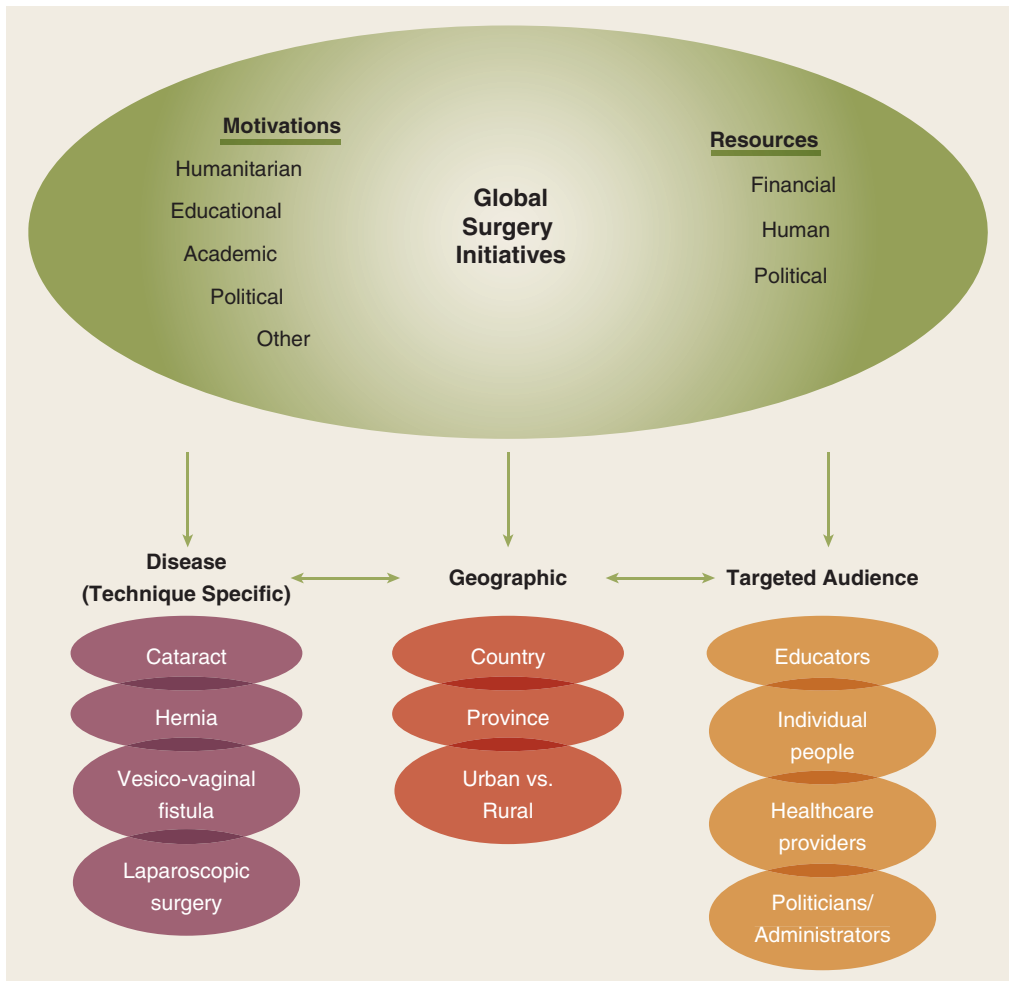 Motivations
Humanitarian
Educational
Academic
Political
Other
Global
Surgery
Initiatives
Resources
Financial
Human
Political
Disease
(Technique Specific)
Cataract
Hernia
Vesico-vaginal
fistula
Laparoscopic
surgery
Geographic
Country
Province
Urban vs.
Rural
Targeted Audience
Educators
Individual
people
Healthcare
providers
Politicians/
Administrators